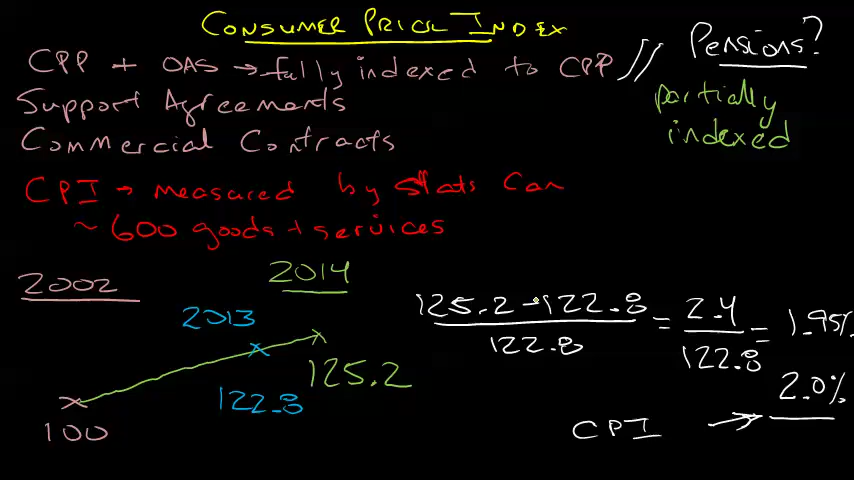 CONSUMER PRICE INDEX
CPP + OAS → fully indexed to CPP //
Pensions?
partially
indexed
Support Agreements
Commercial Contracts
CPI → measured by Stats Can
~ 600 goods + services
2002
2013
2014
100
122.8
125.2
125.2 - 122.8
122.8
= 2.4
122.8
= 1.95%
2.0%
CPI →